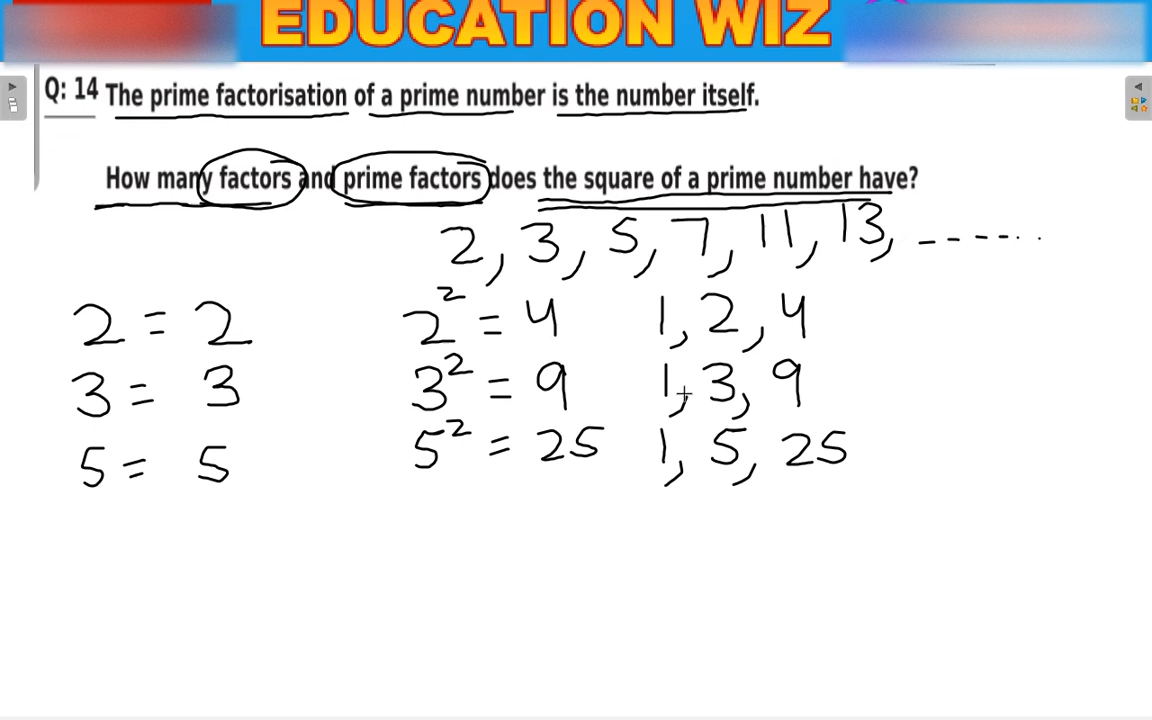 EDUCATION WIZ
Q: 14 The prime factorisation of a prime number is the number itself.
How many factors and prime factors does the square of a prime number have?
2, 3, 5, 7, 11, 13, ------
2 = 2 2² = 4 1, 2, 4
3 = 3 3² = 9 1, 3, 9
5 = 5 5² = 25 1, 5, 25